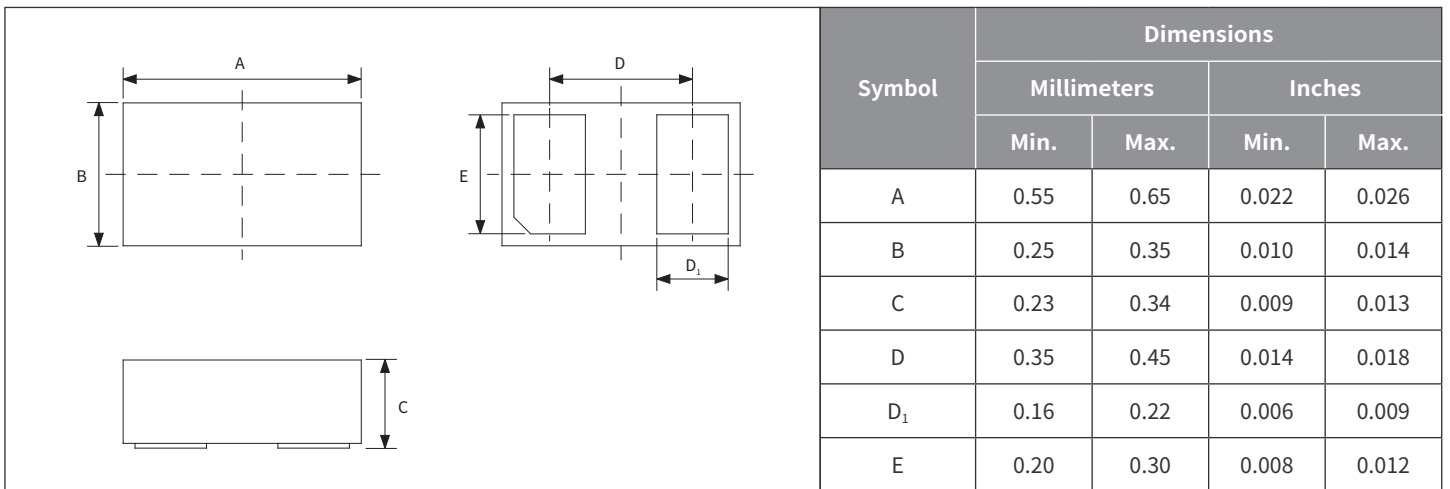 A
B
D
E
D₁
C
Dimensions
Symbol Millimeters Inches
Min. Max. Min. Max.
A 0.55 0.65 0.022 0.026
B 0.25 0.35 0.010 0.014
C 0.23 0.34 0.009 0.013
D 0.35 0.45 0.014 0.018
D₁ 0.16 0.22 0.006 0.009
E 0.20 0.30 0.008 0.012